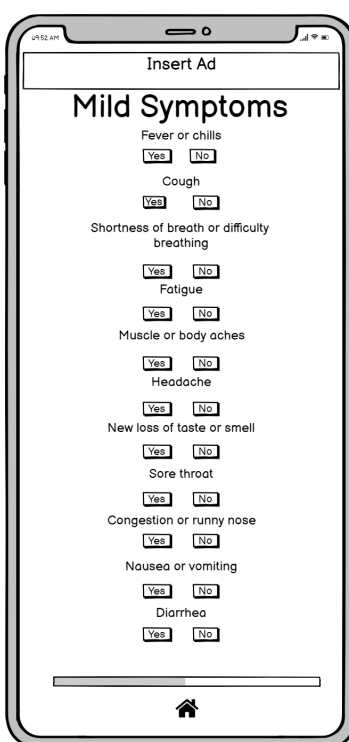 09:52 AM
Insert Ad
Mild Symptoms
Fever or chills
Yes No
Cough
Yes No
Shortness of breath or difficulty
breathing
Yes No
Fatigue
Yes No
Muscle or body aches
Yes No
Headache
Yes No
New loss of taste or smell
Yes No
Sore throat
Yes No
Congestion or runny nose
Yes No
Nausea or vomiting
Yes No
Diarrhea
Yes No